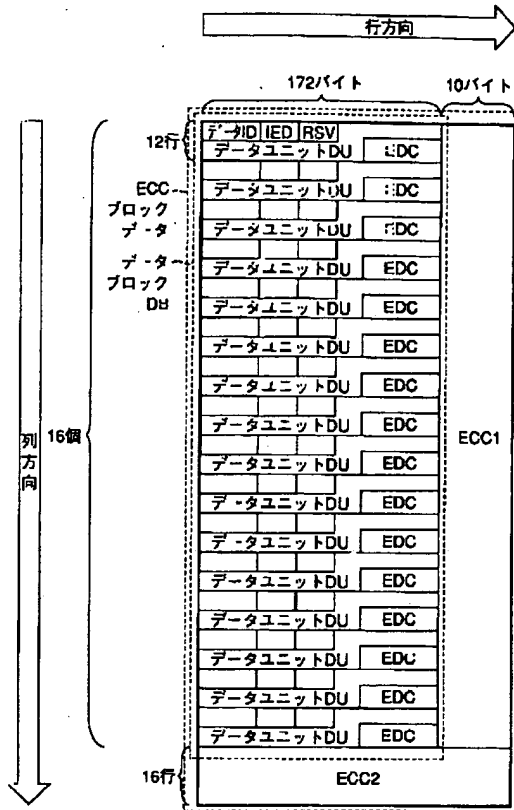 行方向
172バイト 10バイト
データID IED RSV
12行
データユニットDU EDC
ECC
ブロック
データ
データユニットDU EDC
データユニットDU EDC
データ
ブロック
DB
データユニットDU EDC
データユニットDU EDC
データユニットDU EDC
データユニットDU EDC
列方向
16個
データユニットDU EDC
ECC1
データユニットDU EDC
データユニットDU EDC
データユニットDU EDC
データユニットDU EDC
データユニットDU EDC
データユニットDU EDC
データユニットDU EDC
データユニットDU EDC
16行
ECC2